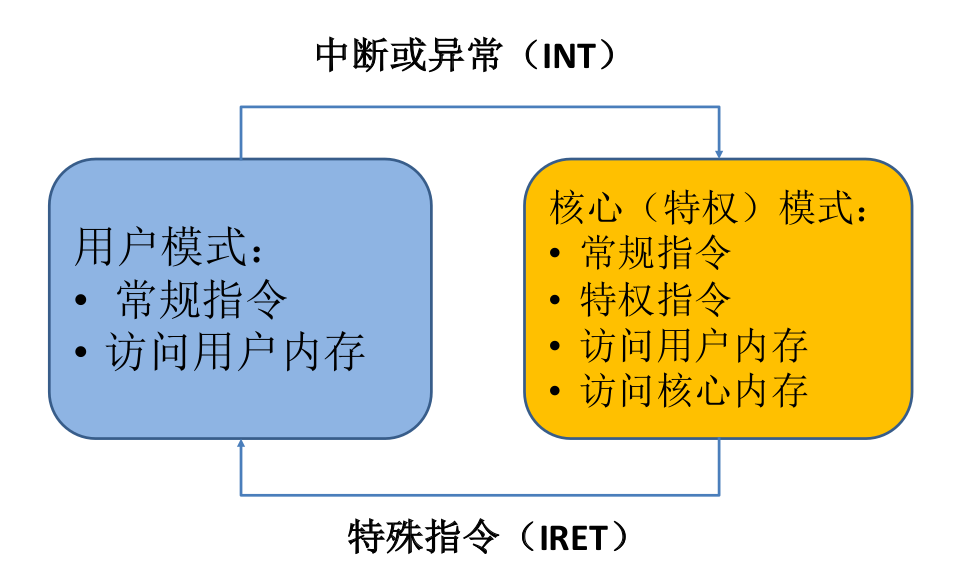 中断或异常（INT）
用户模式：
• 常规指令
• 访问用户内存
核心（特权）模式：
• 常规指令
• 特权指令
• 访问用户内存
• 访问核心内存
特殊指令（IRET）